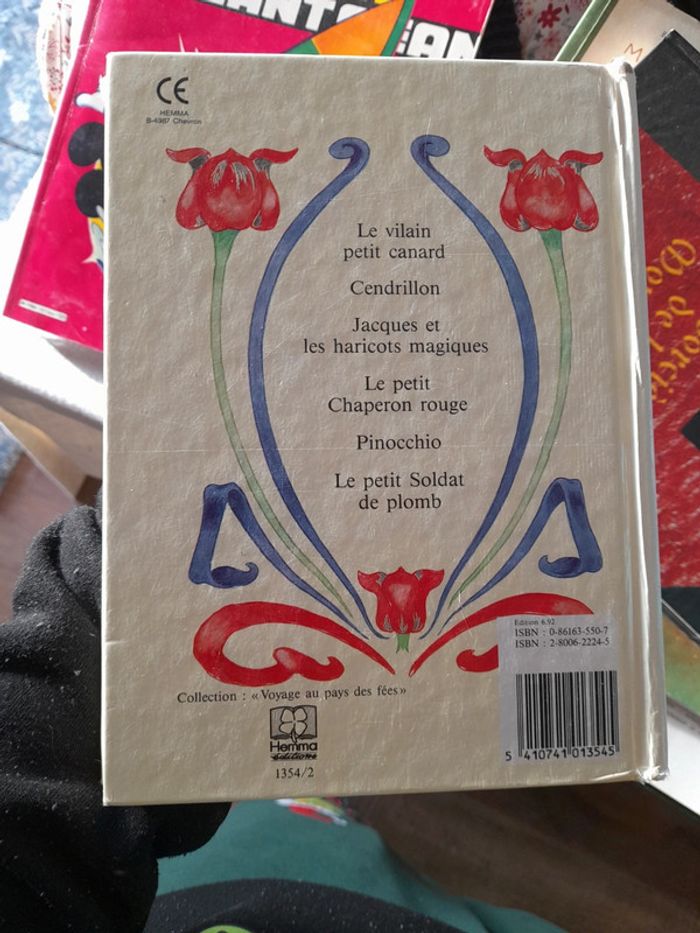 CE
HEMMA
B-4987 Chevron
Le vilain
petit canard
Cendrillon
Jacques et
les haricots magiques
Le petit
Chaperon rouge
Pinocchio
Le petit Soldat
de plomb
Edition 6.92
ISBN : 0-86163-550-7
ISBN : 2-8006-2224-5
Collection : « Voyage au pays des fées »
Hemma
éditions
1354/2
5 410741 013545